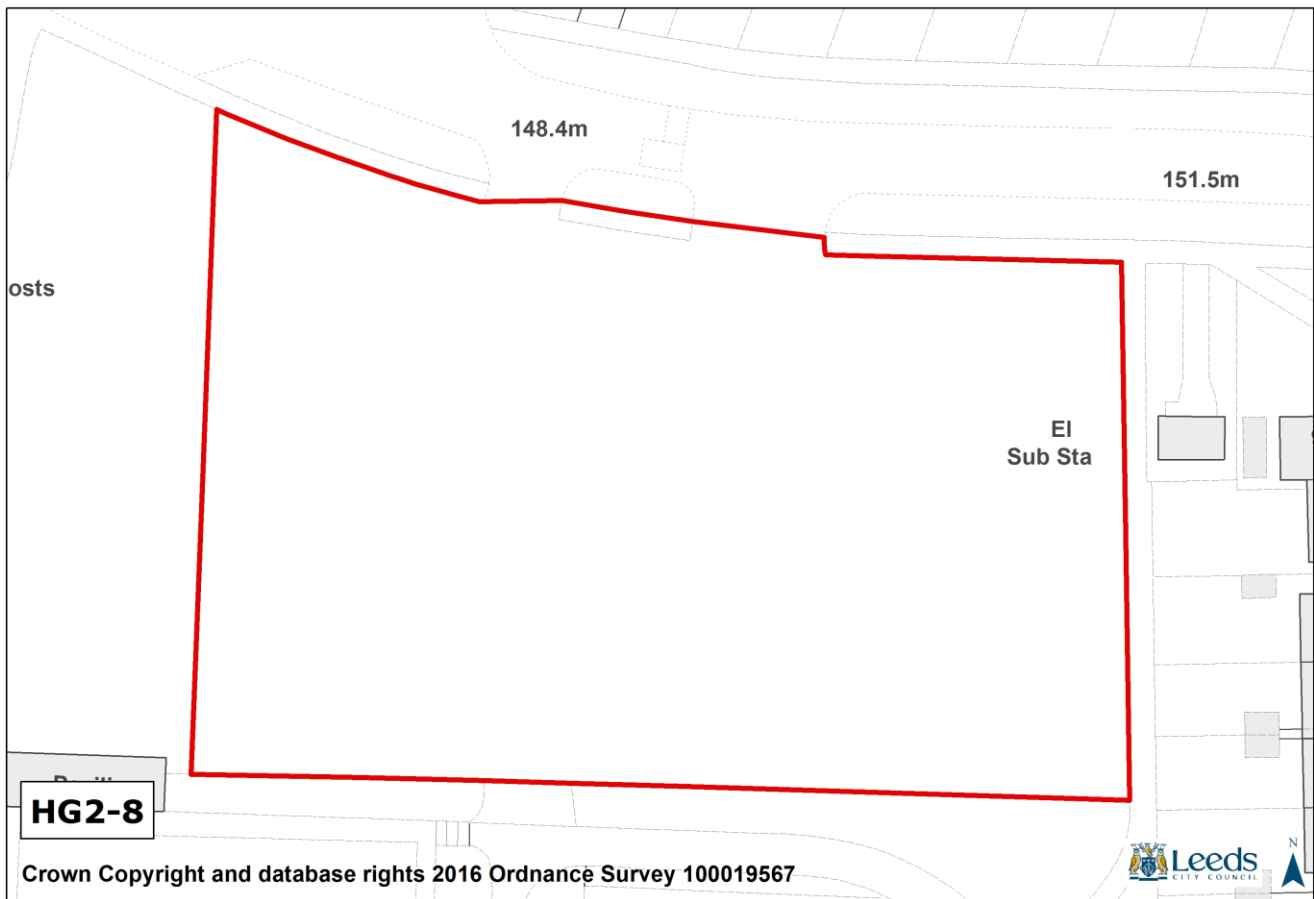 148.4m
151.5m
osts
El
Sub Sta
HG2-8
Crown Copyright and database rights 2016 Ordnance Survey 100019567
Leeds
CITY COUNCIL
N